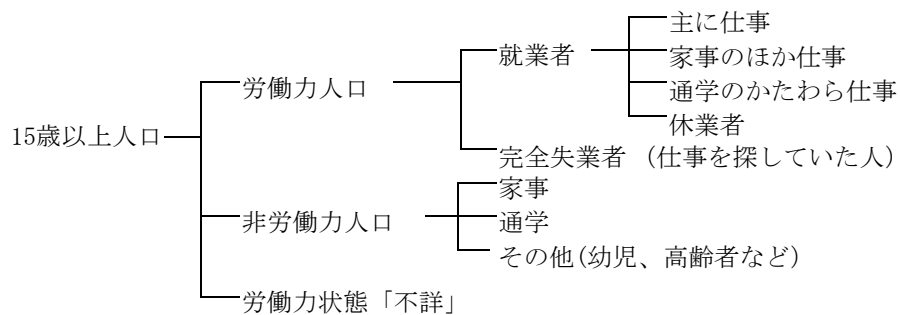 15歳以上人口
労働力人口
就業者
主に仕事
家事のほか仕事
通学のかたわら仕事
休業者
完全失業者 (仕事を探していた人)
非労働力人口
家事
通学
その他(幼児、高齢者など)
労働力状態「不詳」